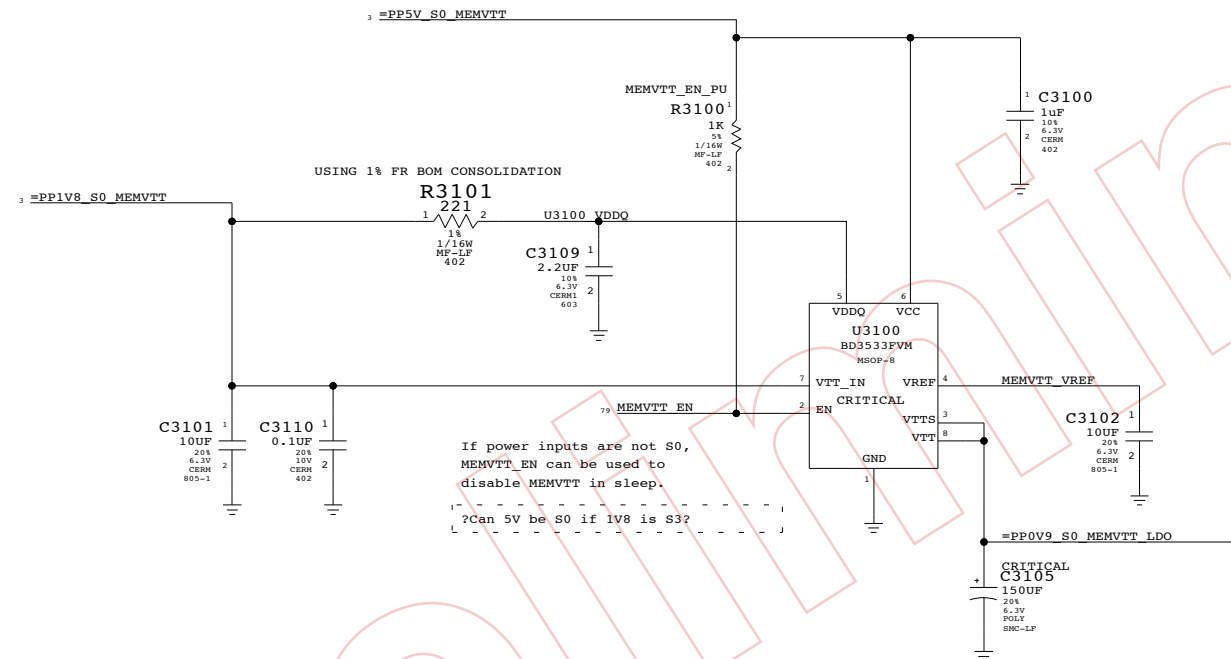 3 =PP5V_S0_MEMVTT
MEMVTT_EN_PU
R3100 1
1K
5%
1/16W
MF-LF
402 2
1 C3100
1uF
10%
2 6.3V
CERM
402
USING 1% FR BOM CONSOLIDATION
R3101
221
1 2
1%
1/16W
MF-LF
402
3 =PP1V8_S0_MEMVTT
U3100_VDDQ
C3109 1
2.2UF
10%
6.3V 2
CERM1
603
5 6
VDDQ VCC
U3100
BD3533FVM
MSOP-8
7 VTT_IN VREF 4 MEMVTT_VREF
CRITICAL
79 MEMVTT_EN 2 EN
VTTS 3
VTT 8
GND
1
C3101 1
10UF
20%
6.3V 2
CERM
805-1
C3110 1
0.1UF
20%
10V 2
CERM
402
C3102 1
10UF
20%
6.3V 2
CERM
805-1
If power inputs are not S0,
MEMVTT_EN can be used to
disable MEMVTT in sleep.
?Can 5V be S0 if 1V8 is S3?
=PP0V9_S0_MEMVTT_LDO
CRITICAL
+ C3105
150UF
20%
6.3V
POLY
SMC-LF